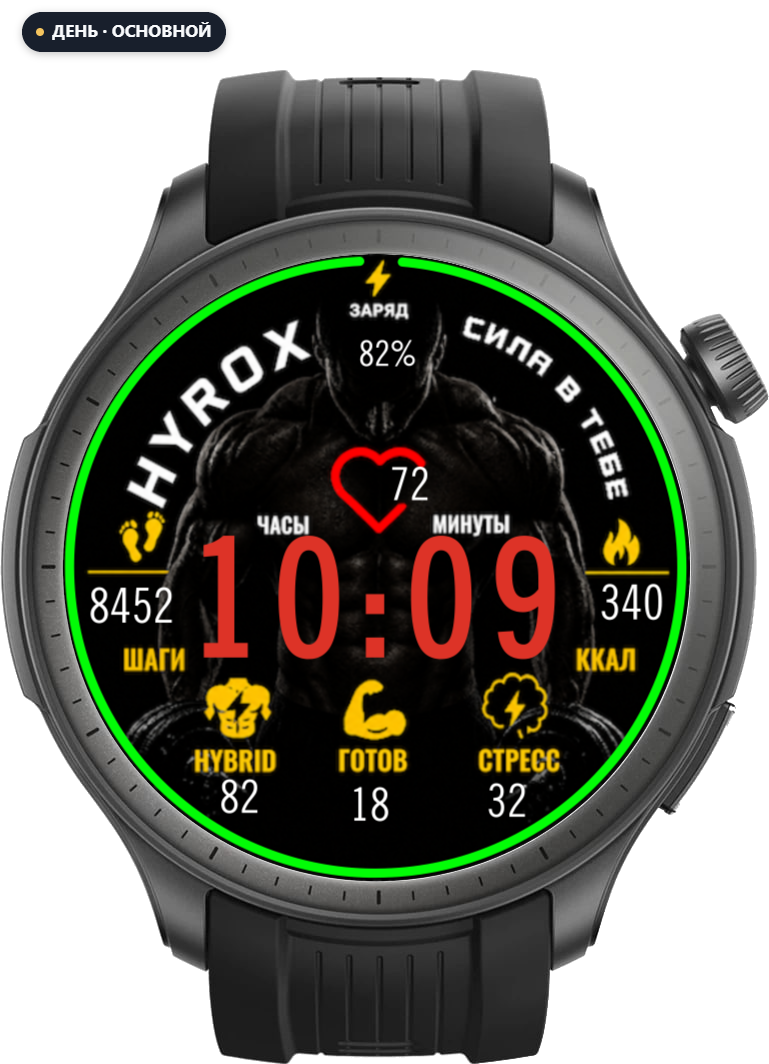 ДЕНЬ · ОСНОВНОЙ
ЗАРЯД
82%
HYROX
СИЛА В ТЕБЕ
72
ЧАСЫ
МИНУТЫ
10:09
8452
340
ШАГИ
ККАЛ
HYBRID
ГОТОВ
СТРЕСС
82
18
32